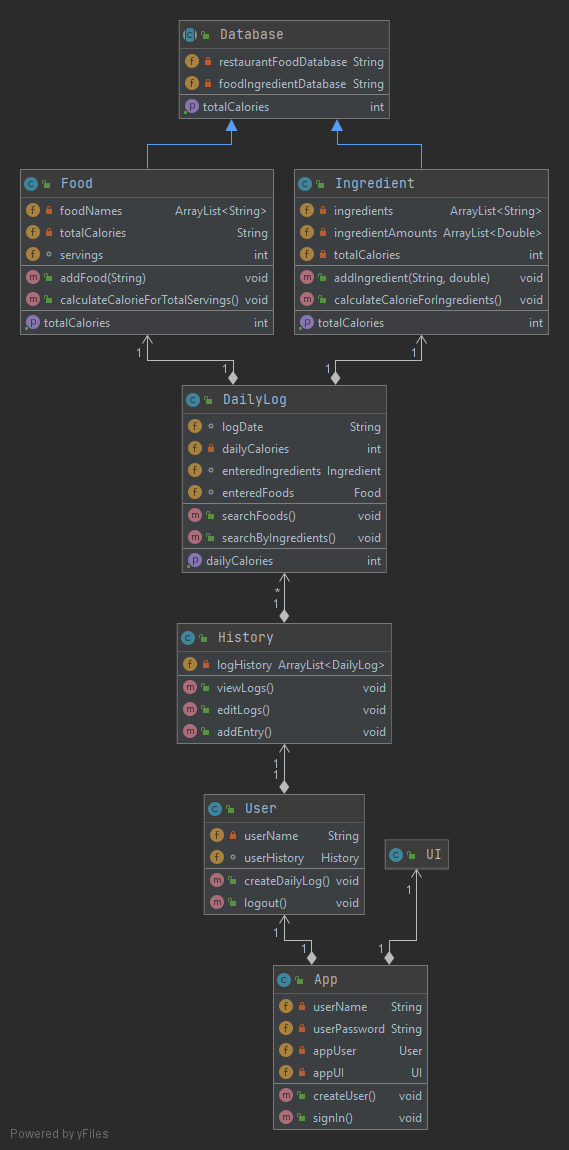 Database
restaurantFoodDatabase String
foodIngredientDatabase String
totalCalories int
Food
foodNames ArrayList<String>
totalCalories String
servings int
addFood(String) void
calculateCalorieForTotalServings() void
totalCalories int
Ingredient
ingredients ArrayList<String>
ingredientAmounts ArrayList<Double>
totalCalories int
addIngredient(String, double) void
calculateCalorieForIngredients() void
totalCalories int
1
1
1
1
DailyLog
logDate String
dailyCalories int
enteredIngredients Ingredient
enteredFoods Food
searchFoods() void
searchByIngredients() void
dailyCalories int
*
1
History
logHistory ArrayList<DailyLog>
viewLogs() void
editLogs() void
addEntry() void
1
1
User
userName String
userHistory History
createDailyLog() void
logout() void
UI
1
1
1
1
App
userName String
userPassword String
appUser User
appUI UI
createUser() void
signIn() void
Powered by yFiles